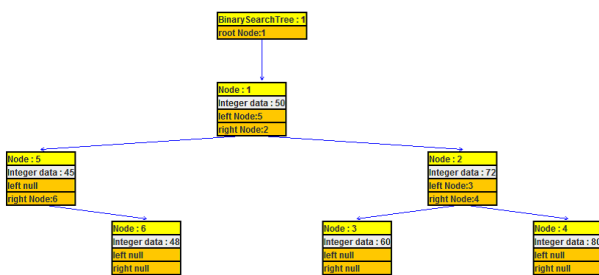 BinarySearchTree : 1
root Node:1
Node : 1
Integer data : 50
left Node:5
right Node:2
Node : 5
Integer data : 45
left null
right Node:6
Node : 2
Integer data : 72
left Node:3
right Node:4
Node : 6
Integer data : 48
left null
right null
Node : 3
Integer data : 60
left null
right null
Node : 4
Integer data : 80
left null
right null